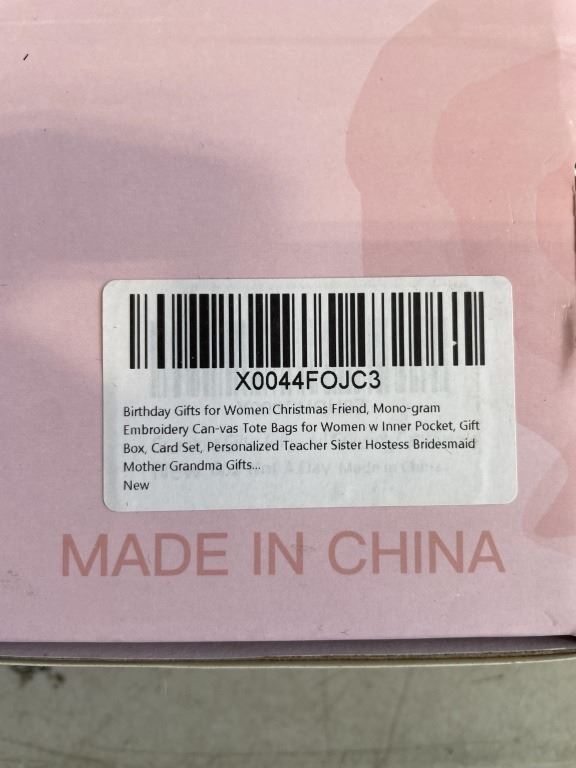 X0044FOJC3
Birthday Gifts for Women Christmas Friend, Mono-gram
Embroidery Can-vas Tote Bags for Women w Inner Pocket, Gift
Box, Card Set, Personalized Teacher Sister Hostess Bridesmaid
Mother Grandma Gifts...
New
MADE IN CHINA